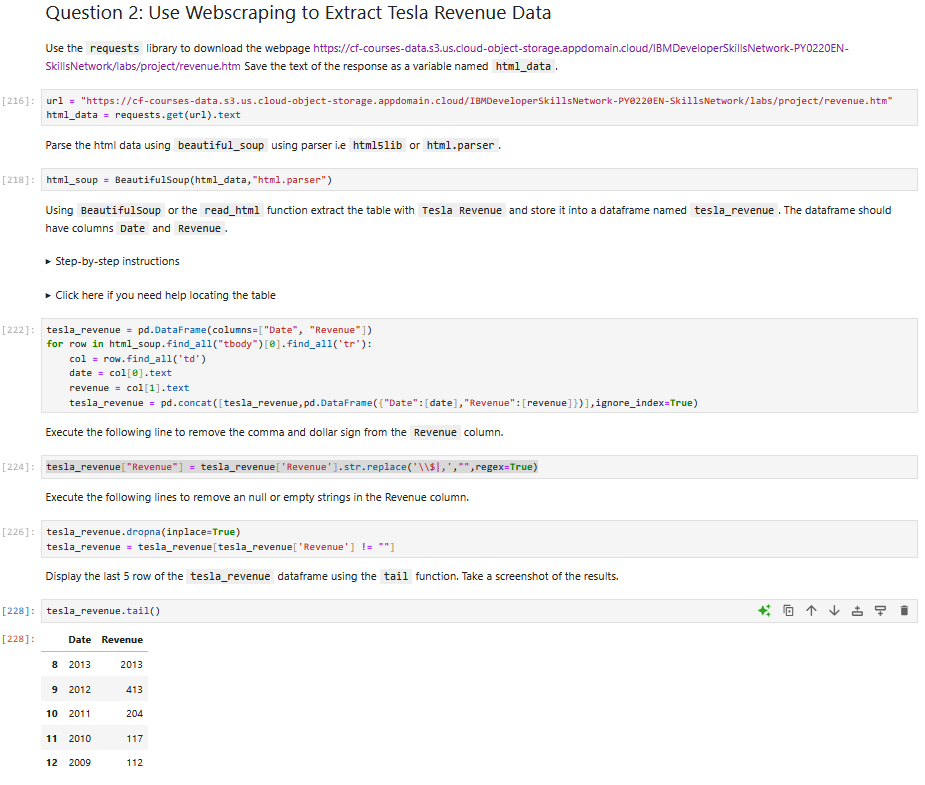 Question 2: Use Webscraping to Extract Tesla Revenue Data
Use the requests library to download the webpage https://cf-courses-data.s3.us.cloud-object-storage.appdomain.cloud/IBMDeveloperSkillsNetwork-PY0220EN-
SkillsNetwork/labs/project/revenue.htm Save the text of the response as a variable named html_data.
[216]: url = "https://cf-courses-data.s3.us.cloud-object-storage.appdomain.cloud/IBMDeveloperSkillsNetwork-PY0220EN-SkillsNetwork/labs/project/revenue.htm"
html_data = requests.get(url).text
Parse the html data using beautiful_soup using parser i.e html5lib or html.parser.
[218]: html_soup = BeautifulSoup(html_data,"html.parser")
Using BeautifulSoup or the read_html function extract the table with Tesla Revenue and store it into a dataframe named tesla_revenue. The dataframe should
have columns Date and Revenue.
▸ Step-by-step instructions
▸ Click here if you need help locating the table
[222]: tesla_revenue = pd.DataFrame(columns=["Date", "Revenue"])
for row in html_soup.find_all("tbody")[0].find_all('tr'):
    col = row.find_all('td')
    date = col[0].text
    revenue = col[1].text
    tesla_revenue = pd.concat([tesla_revenue,pd.DataFrame({"Date":[date],"Revenue":[revenue]})],ignore_index=True)
Execute the following line to remove the comma and dollar sign from the Revenue column.
[224]: tesla_revenue["Revenue"] = tesla_revenue['Revenue'].str.replace('\\$|,',"",regex=True)
Execute the following lines to remove an null or empty strings in the Revenue column.
[226]: tesla_revenue.dropna(inplace=True)
tesla_revenue = tesla_revenue[tesla_revenue['Revenue'] != ""]
Display the last 5 row of the tesla_revenue dataframe using the tail function. Take a screenshot of the results.
[228]: tesla_revenue.tail()
[228]: Date Revenue
8 2013 2013
9 2012 413
10 2011 204
11 2010 117
12 2009 112